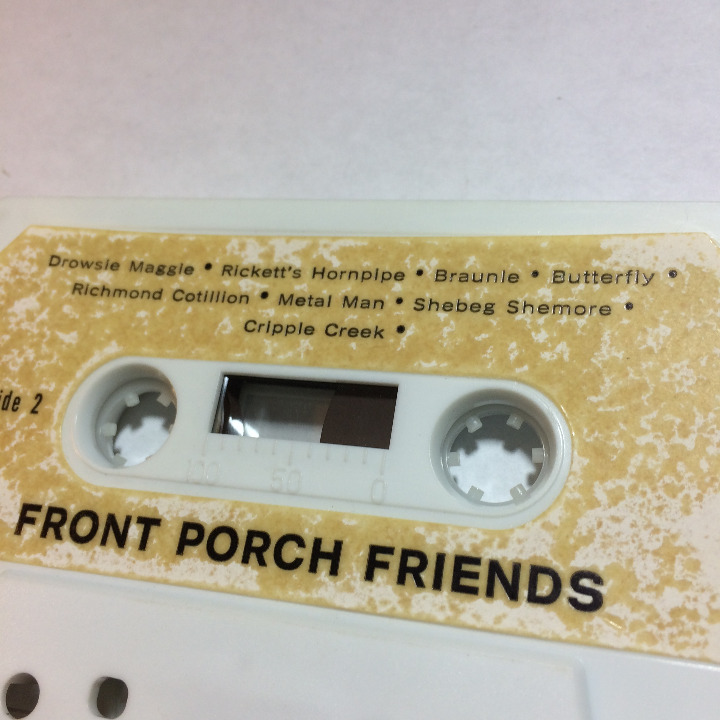 Drowsie Maggie • Rickett's Hornpipe • Braunie • Butterfly •
Richmond Cotillion • Metal Man • Shebeg Shemore •
Cripple Creek •
ide 2
100 50 0
FRONT PORCH FRIENDS